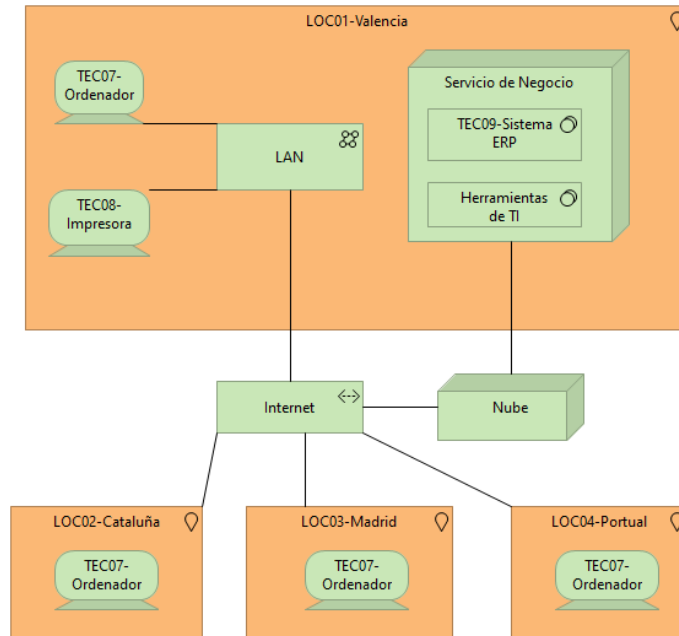 LOC01-Valencia
TEC07-
Ordenador
Servicio de Negocio
TEC09-Sistema
ERP
LAN
TEC08-
Impresora
Herramientas
de TI
Internet
Nube
LOC02-Cataluña
LOC03-Madrid
LOC04-Portual
TEC07-
Ordenador
TEC07-
Ordenador
TEC07-
Ordenador